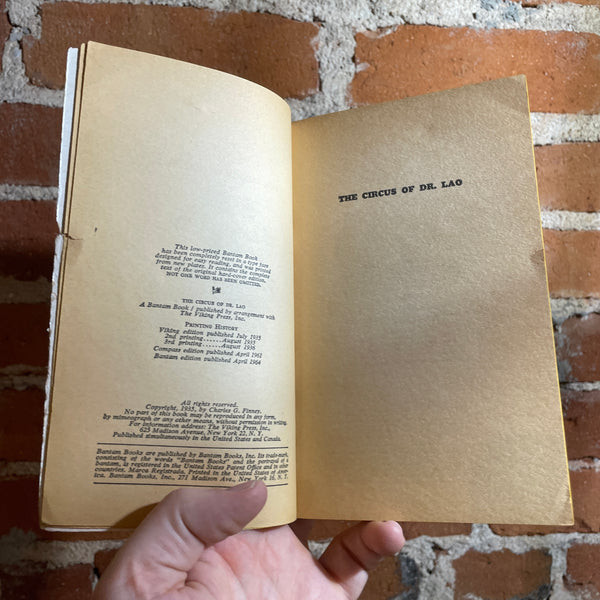 This low-priced Bantam Book
has been completely reset in a type face
designed for easy reading, and was printed
from new plates. It contains the complete
text of the original hard-cover edition.
NOT ONE WORD HAS BEEN OMITTED.
THE CIRCUS OF DR. LAO
A Bantam Book / published by arrangement with
The Viking Press, Inc.
PRINTING HISTORY
Viking edition published July 1935
2nd printing......August 1935
3rd printing......August 1936
Compass edition published April 1962
Bantam edition published April 1964
All rights reserved.
Copyright, 1935, by Charles G. Finney.
No part of this book may be reproduced in any form,
by mimeograph or any other means, without permission in writing.
For information address: The Viking Press, Inc.,
625 Madison Avenue, New York 22, N. Y.
Published simultaneously in the United States and Canada.
Bantam Books are published by Bantam Books, Inc. Its trade-mark,
consisting of the words "Bantam Books" and the portrayal of a
bantam, is registered in the United States Patent Office and in other
countries. Marca Registrada. Printed in the United States of Amer-
ica. Bantam Books, Inc., 271 Madison Ave., New York 16, N. Y.
THE CIRCUS OF DR. LAO